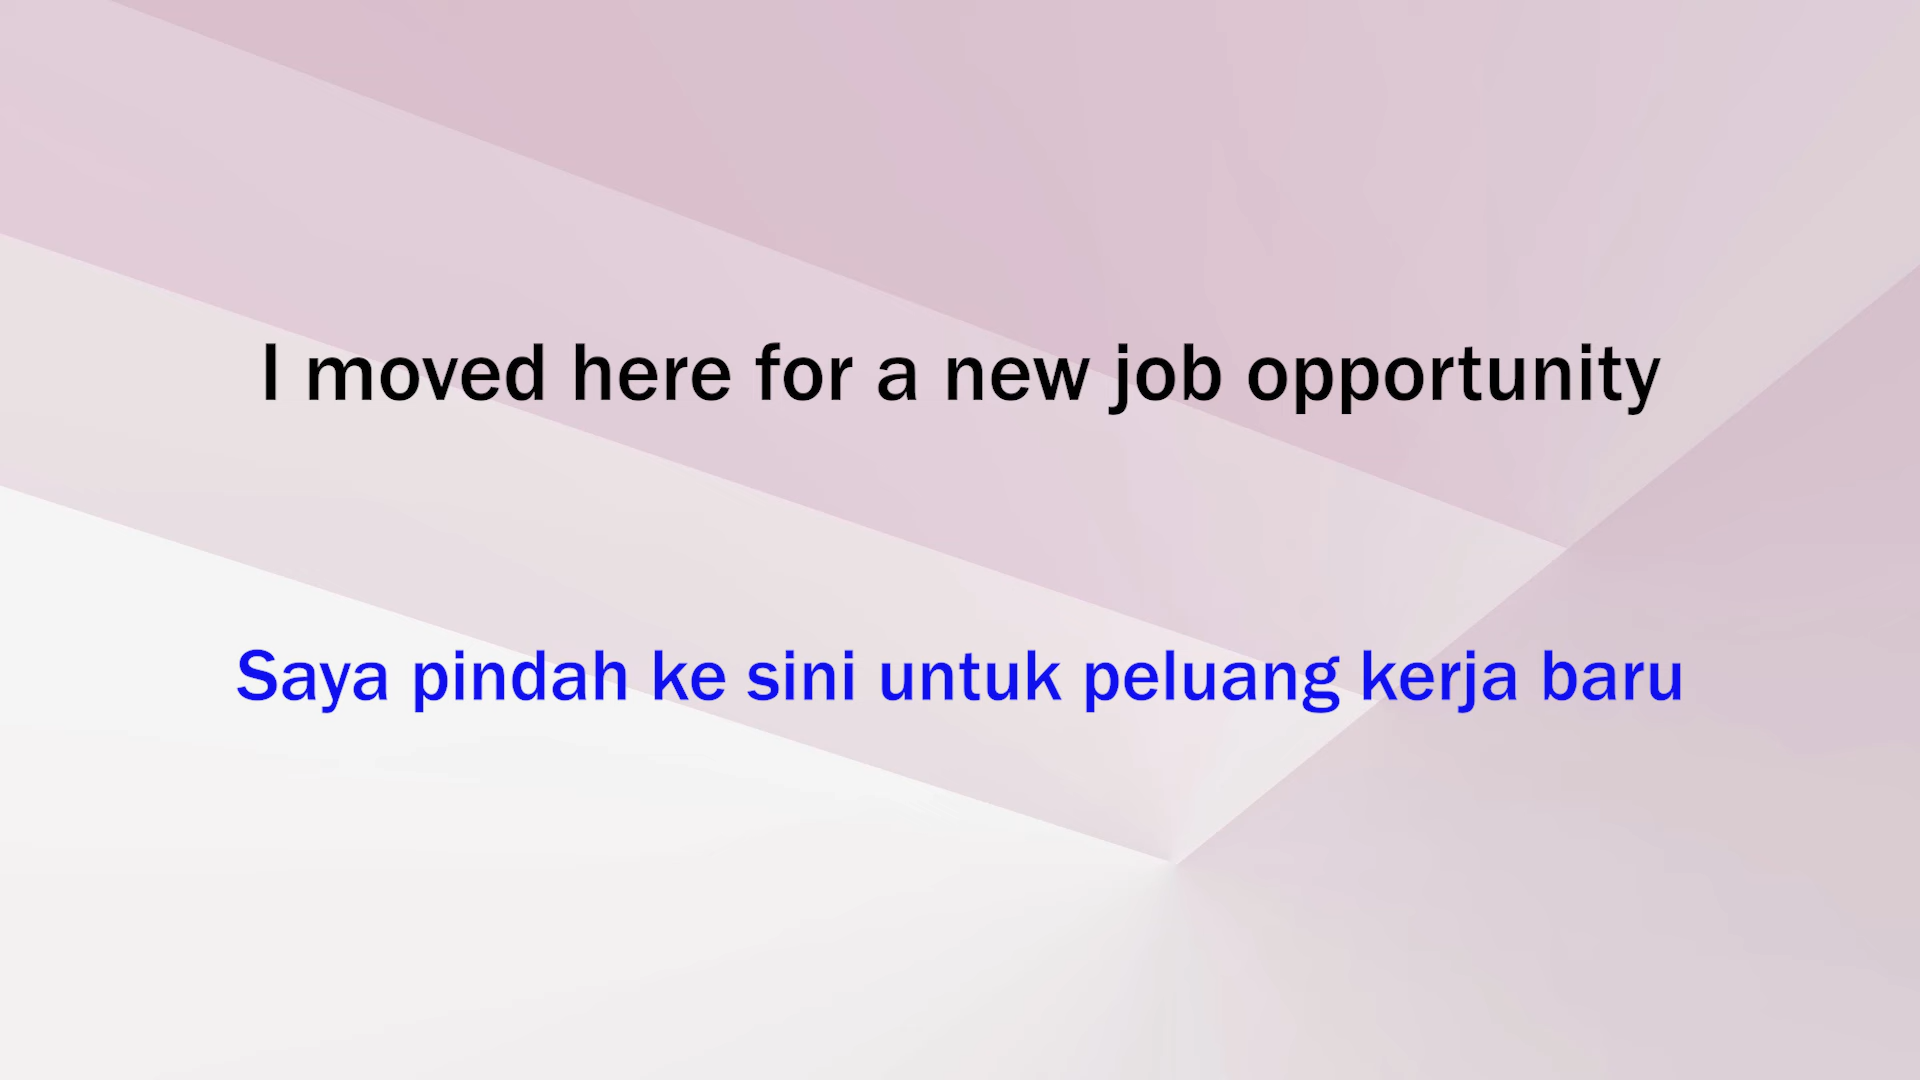 I moved here for a new job opportunity
Saya pindah ke sini untuk peluang kerja baru